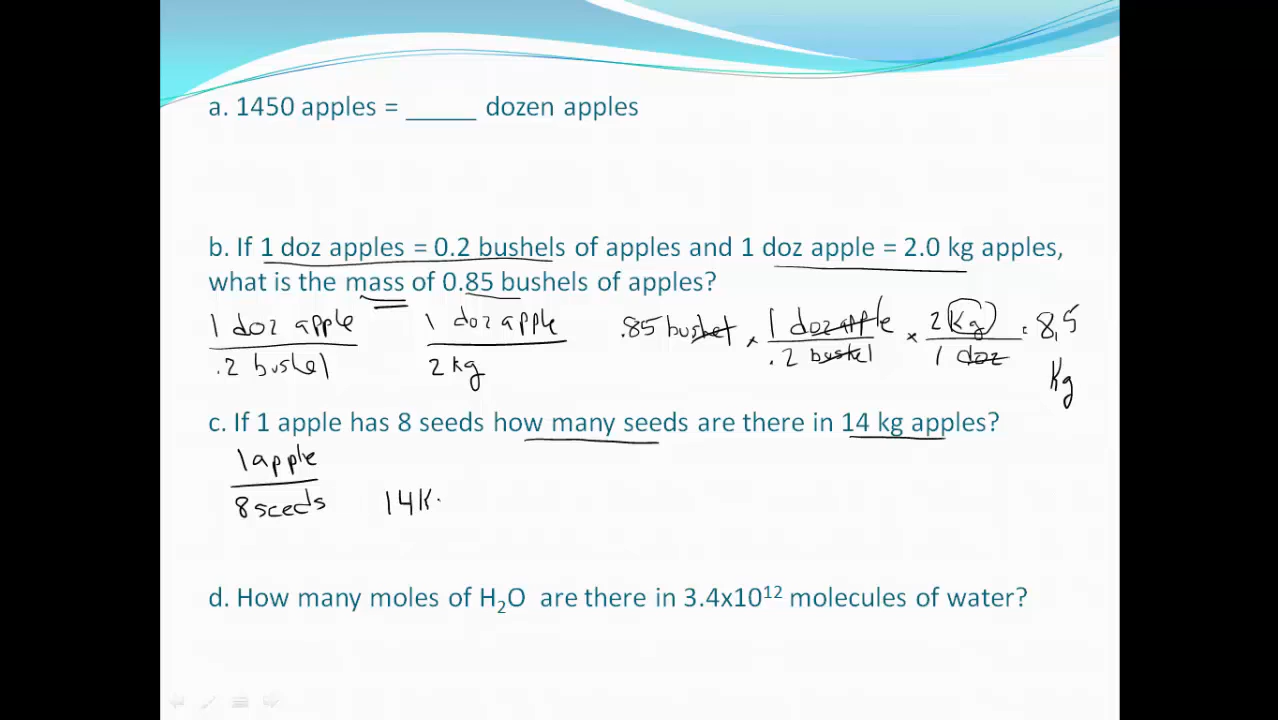 a. 1450 apples = _____ dozen apples
b. If 1 doz apples = 0.2 bushels of apples and 1 doz apple = 2.0 kg apples,
what is the mass of 0.85 bushels of apples?
1 doz apple
.2 bushel
1 doz apple
2 kg
.85 bushel × 1 doz apple × 2 kg = 8,5
.2 bushel 1 doz
Kg
c. If 1 apple has 8 seeds how many seeds are there in 14 kg apples?
1 apple
8 seeds 14K
d. How many moles of H₂O are there in 3.4x10¹² molecules of water?